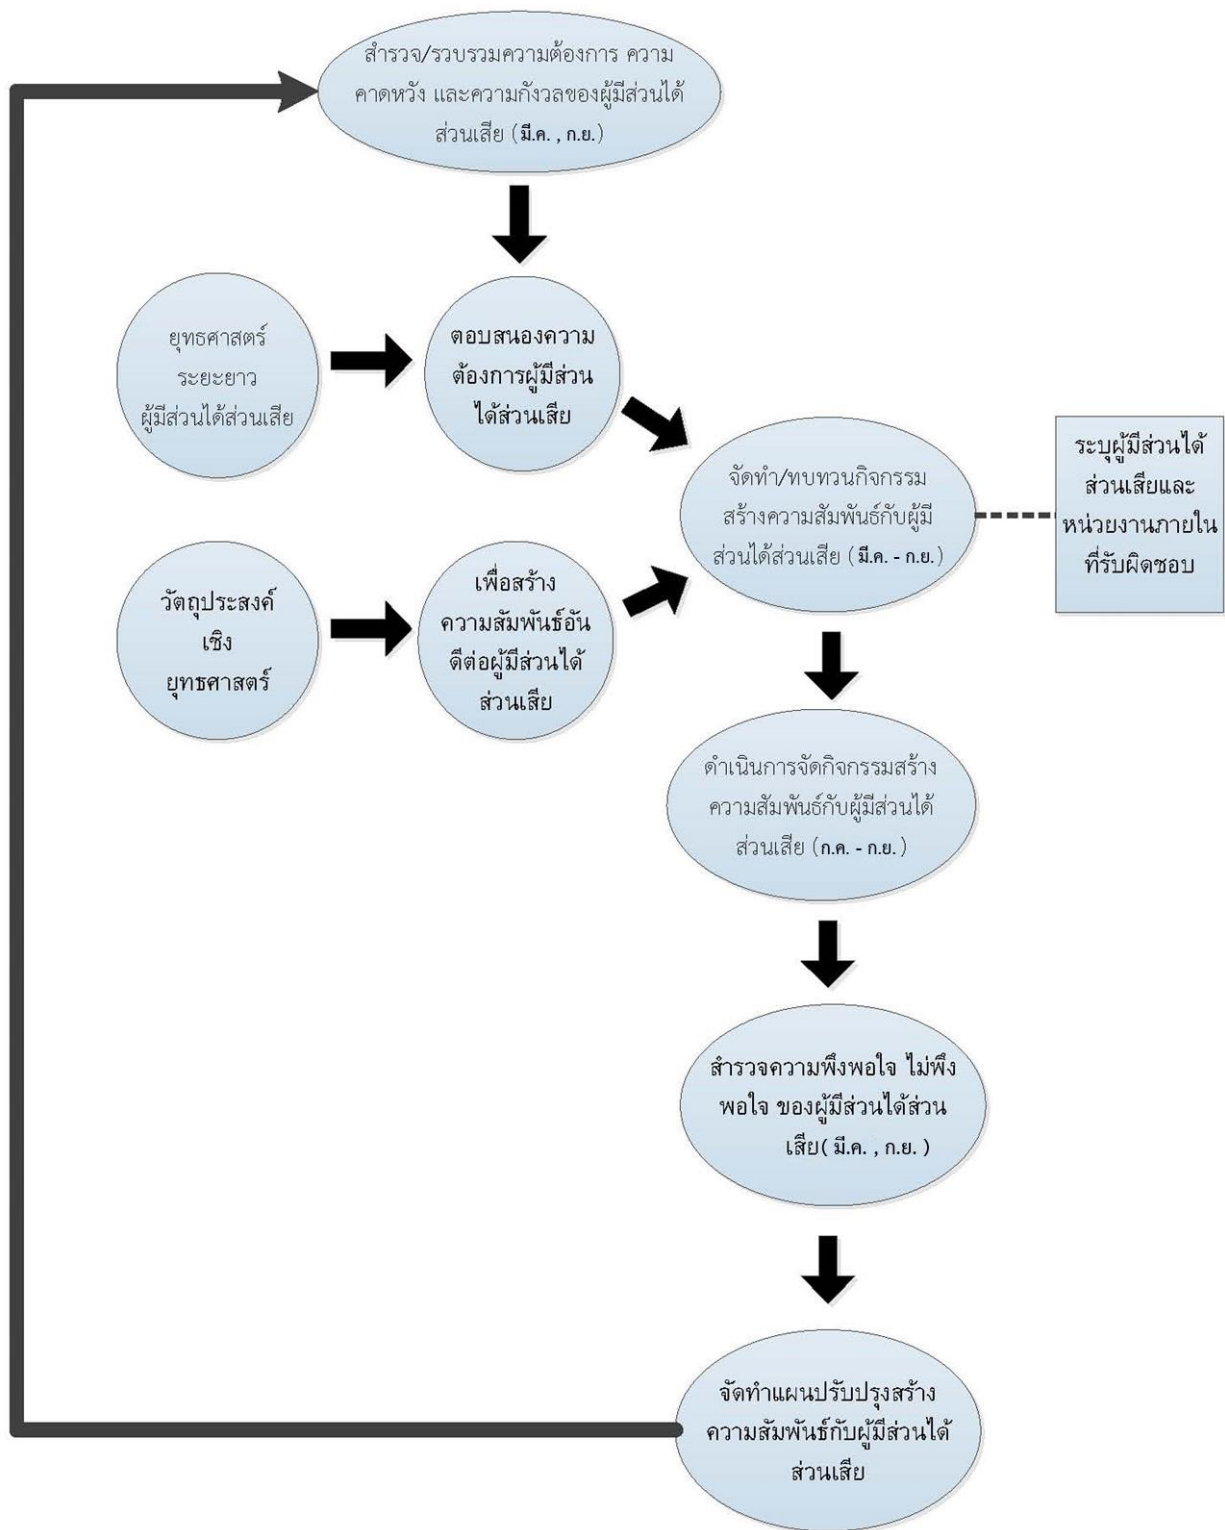 สำรวจ/รวบรวมความต้องการ ความ
คาดหวัง และความกังวลของผู้มีส่วนได้
ส่วนเสีย (มี.ค. , ก.ย.)
ยุทธศาสตร์
ระยะยาว
ผู้มีส่วนได้ส่วนเสีย
ตอบสนองความ
ต้องการผู้มีส่วน
ได้ส่วนเสีย
จัดทำ/ทบทวนกิจกรรม
สร้างความสัมพันธ์กับผู้มี
ส่วนได้ส่วนเสีย (มี.ค. - ก.ย.)
ระบุผู้มีส่วนได้
ส่วนเสียและ
หน่วยงานภายใน
ที่รับผิดชอบ
วัตถุประสงค์
เชิง
ยุทธศาสตร์
เพื่อสร้าง
ความสัมพันธ์อัน
ดีต่อผู้มีส่วนได้
ส่วนเสีย
ดำเนินการจัดกิจกรรมสร้าง
ความสัมพันธ์กับผู้มีส่วนได้
ส่วนเสีย (ก.ค. - ก.ย.)
สำรวจความพึงพอใจ ไม่พึง
พอใจ ของผู้มีส่วนได้ส่วน
เสีย( มี.ค. , ก.ย. )
จัดทำแผนปรับปรุงสร้าง
ความสัมพันธ์กับผู้มีส่วนได้
ส่วนเสีย